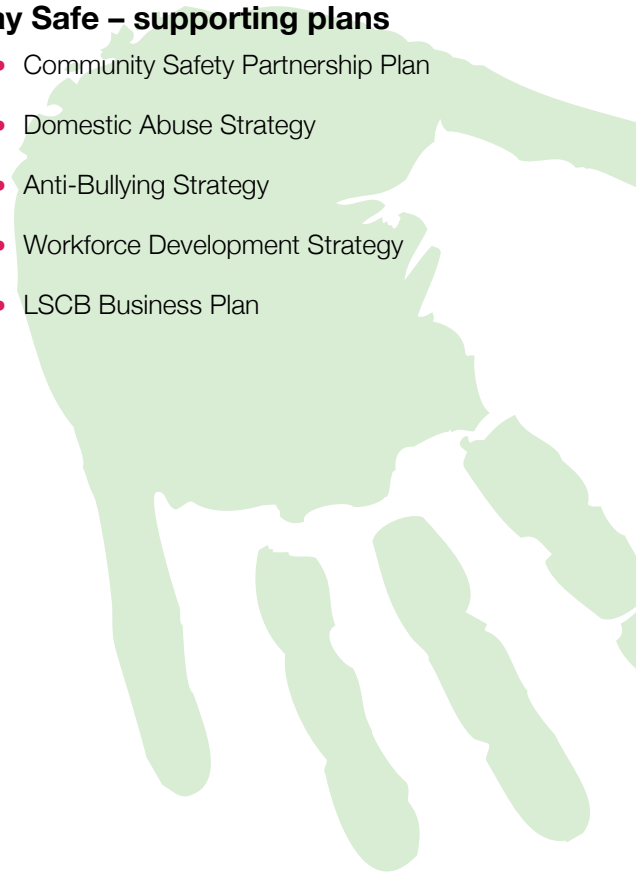 ay Safe – supporting plans
• Community Safety Partnership Plan
• Domestic Abuse Strategy
• Anti-Bullying Strategy
• Workforce Development Strategy
• LSCB Business Plan